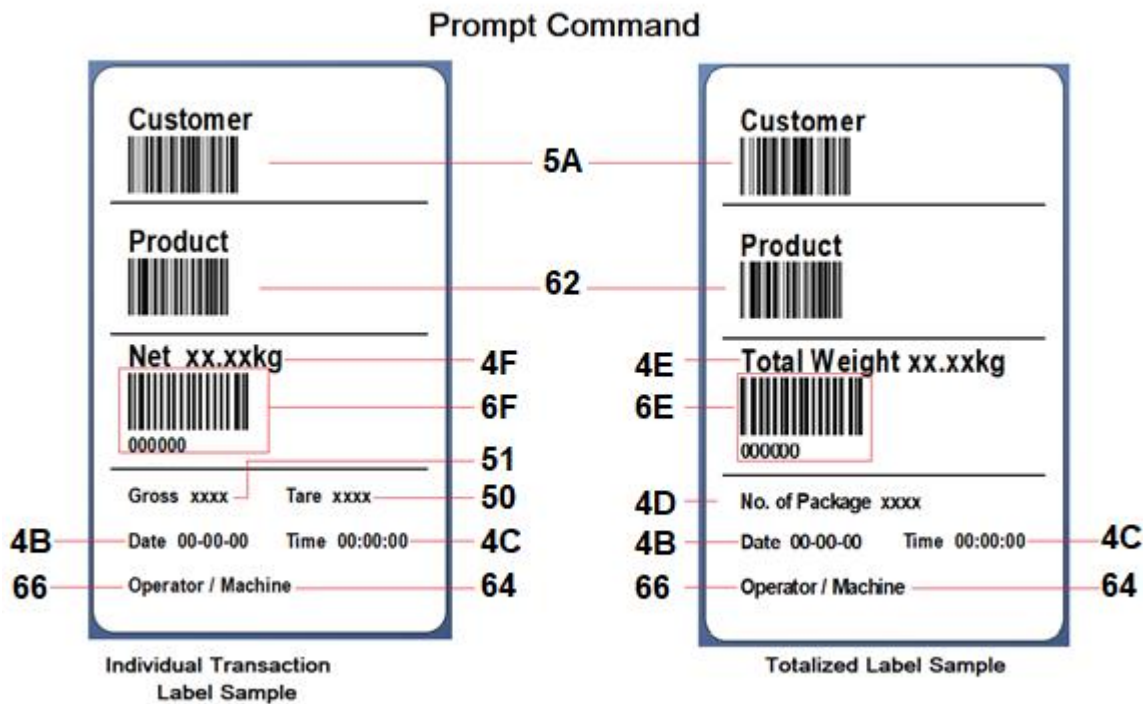 Prompt Command
Customer
5A
Customer
Product
62
Product
Net xx.xxkg
4F
4E
Total Weight xx.xxkg
6F
6E
000000
000000
51
Gross xxxx
Tare xxxx
50
4D
No. of Package xxxx
4B
Date 00-00-00
Time 00:00:00
4C
4B
Date 00-00-00
Time 00:00:00
4C
66
Operator / Machine
64
66
Operator / Machine
64
Individual Transaction
Label Sample
Totalized Label Sample